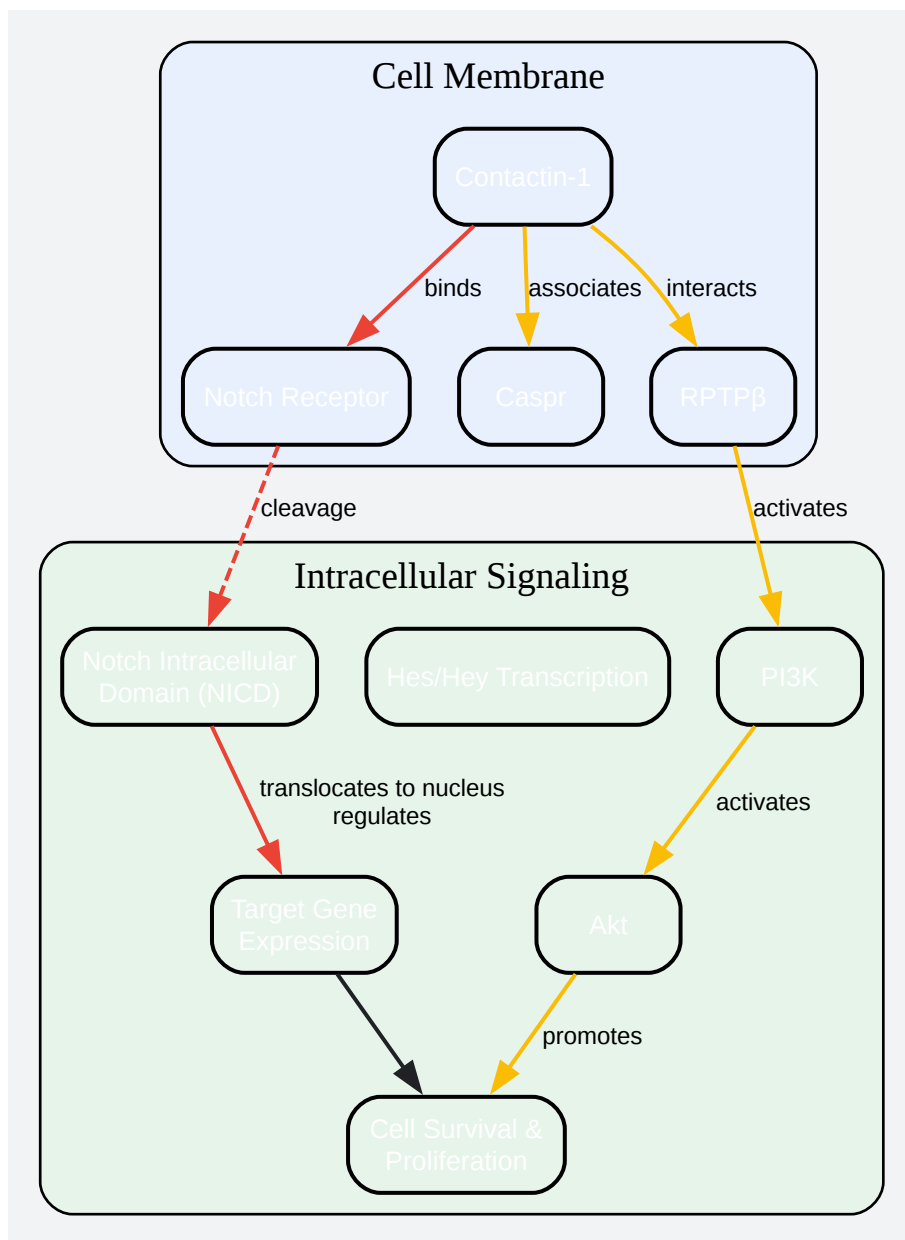 Cell Membrane
Contactin-1
binds
associates
interacts
Notch Receptor
Caspr
RPTPβ
cleavage
activates
Intracellular Signaling
Notch Intracellular
Domain (NICD)
Hes/Hey Transcription
PI3K
translocates to nucleus
regulates
activates
Target Gene
Expression
Akt
promotes
Cell Survival &
Proliferation